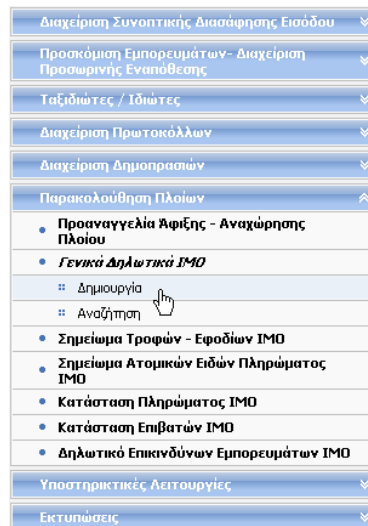 Διαχείριση Συνοπτικής Διασάφησης Εισόδου
Προσκόμιση Εμπορευμάτων- Διαχείριση
Προσωρινής Εναπόθεσης
Ταξιδιώτες / Ιδιώτες
Διαχείριση Πρωτοκόλλων
Διαχείριση Δημοπρασιών
Παρακολούθηση Πλοίων
Προαναγγελία Άφιξης - Αναχώρησης
Πλοίου
Γενικά Δηλωτικά ΙΜΟ
Δημιουργία
Αναζήτηση
Σημείωμα Τροφών - Εφοδίων ΙΜΟ
Σημείωμα Ατομικών Ειδών Πληρώματος
ΙΜΟ
Κατάσταση Πληρώματος ΙΜΟ
Κατάσταση Επιβατών ΙΜΟ
Δηλωτικό Επικινδύνων Εμπορευμάτων ΙΜΟ
Υποστηρικτικές Λειτουργίες
Εκτυπώσεις